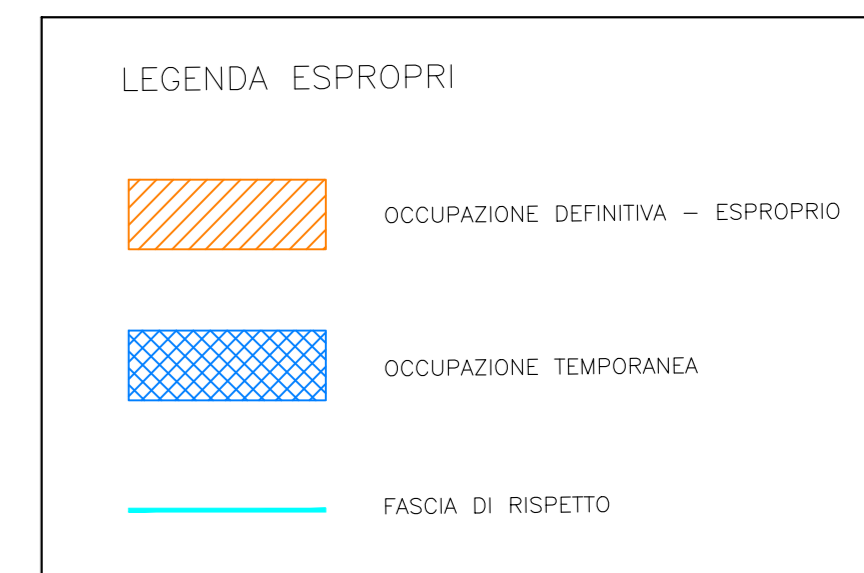 LEGENDA ESPROPRI
OCCUPAZIONE DEFINITIVA – ESPROPRIO
OCCUPAZIONE TEMPORANEA
FASCIA DI RISPETTO